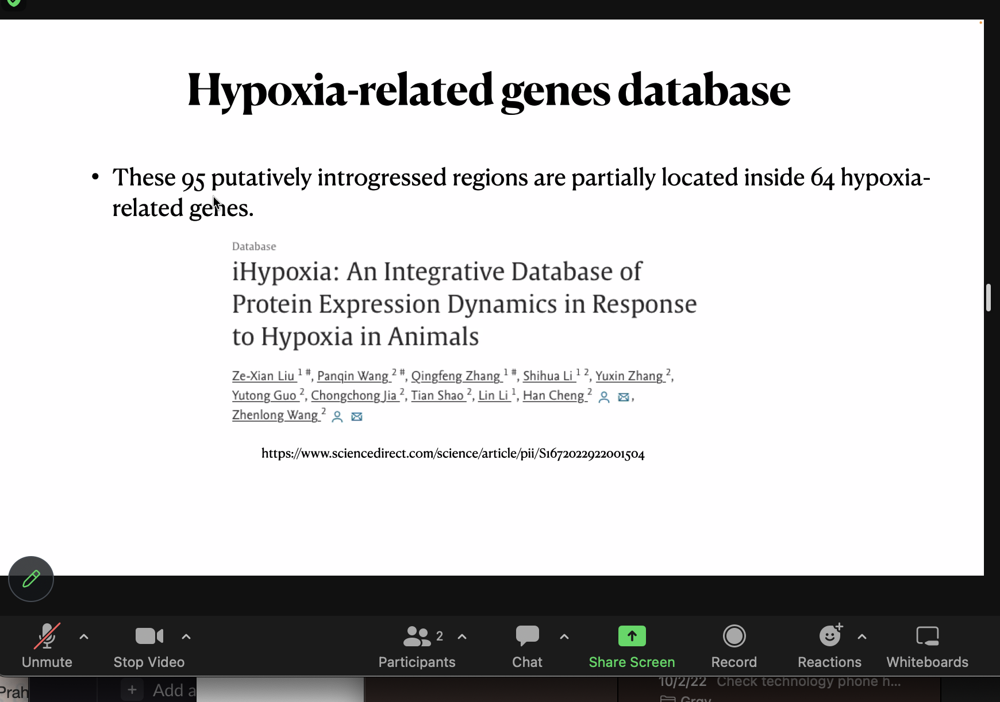 Hypoxia-related genes database
• These 95 putatively introgressed regions are partially located inside 64 hypoxia-
related genes.
Database
iHypoxia: An Integrative Database of
Protein Expression Dynamics in Response
to Hypoxia in Animals
Ze-Xian Liu 1 #, Panqin Wang 2 #, Qingfeng Zhang 1 #, Shihua Li 1 2, Yuxin Zhang 2,
Yutong Guo 2, Chongchong Jia 2, Tian Shao 2, Lin Li 1, Han Cheng 2 ,
Zhenlong Wang 2
https://www.sciencedirect.com/science/article/pii/S1672022922001504
2
Unmute Stop Video Participants Chat Share Screen Record Reactions Whiteboards
Prah + Add a 10/2/22 Check technology phone h...